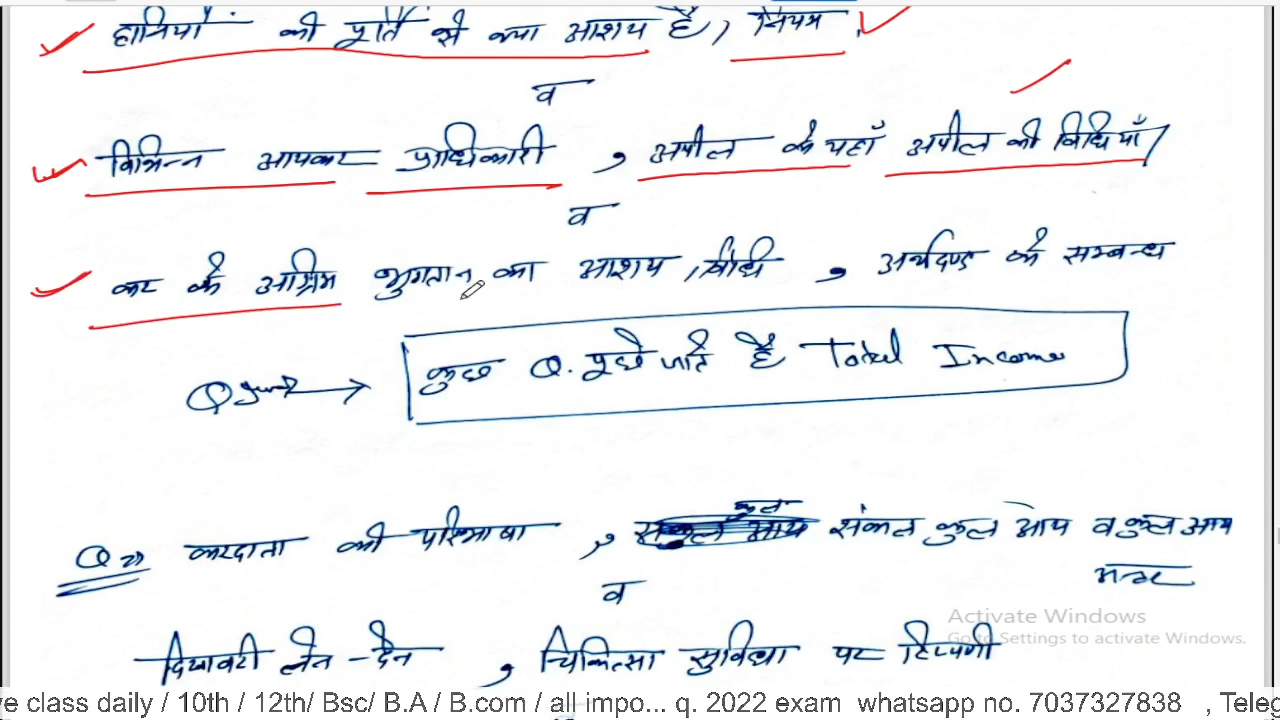 हानियों की पूर्ति से क्या आशय है, नियम
व
विभिन्न आयकर प्राधिकारी, अपील के यहाँ अपील की विधियाँ/
व
कर के अग्रिम भुगतान का आशय, विधि, अर्थदण्ड के सम्बन्ध
कुछ Q. पूछे जाते है Total Income
Q करदाता की परिभाषा, संकल कुल आय व कुल आय
व
दिखावटी लेन-देन, चिकित्सा सुविधा पर टिप्पणी
Activate Windows
Go to Settings to activate Windows.
ve class daily / 10th / 12th/ Bsc/ B.A / B.com / all impo... q. 2022 exam whatsapp no. 7037327838 , Teleg